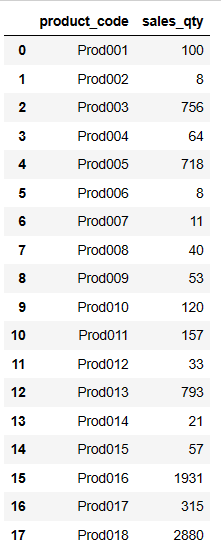 product_code sales_qty
0 Prod001 100
1 Prod002 8
2 Prod003 756
3 Prod004 64
4 Prod005 718
5 Prod006 8
6 Prod007 11
7 Prod008 40
8 Prod009 53
9 Prod010 120
10 Prod011 157
11 Prod012 33
12 Prod013 793
13 Prod014 21
14 Prod015 57
15 Prod016 1931
16 Prod017 315
17 Prod018 2880